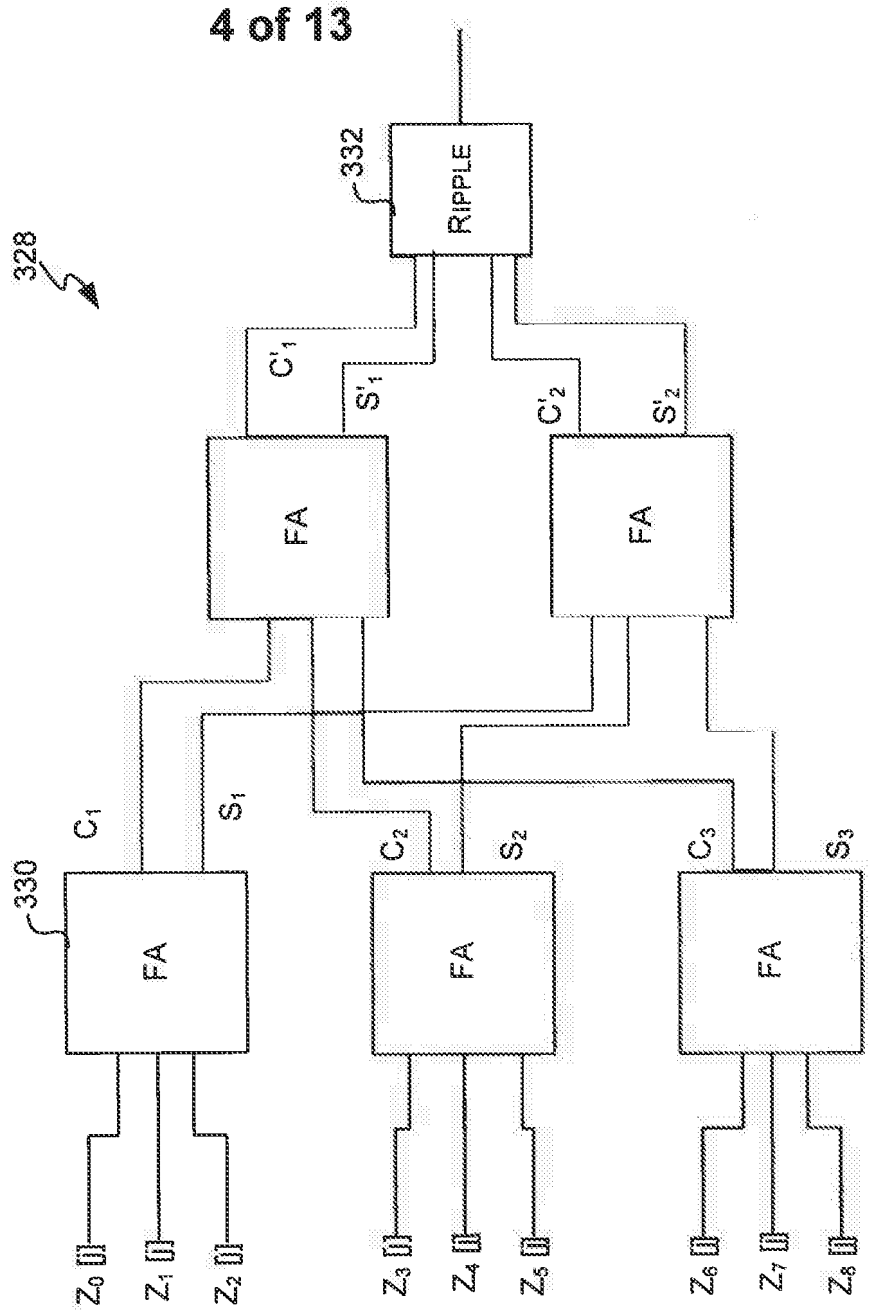 4 of 13
328
332
RIPPLE
C'1
S'1
C'2
S'2
FA
FA
C1
S1
C2
S2
C3
S3
330
FA
FA
FA
Z0 [j]
Z1 [j]
Z2 [j]
Z3 [j]
Z4 [j]
Z5 [j]
Z6 [j]
Z7 [j]
Z8 [j]